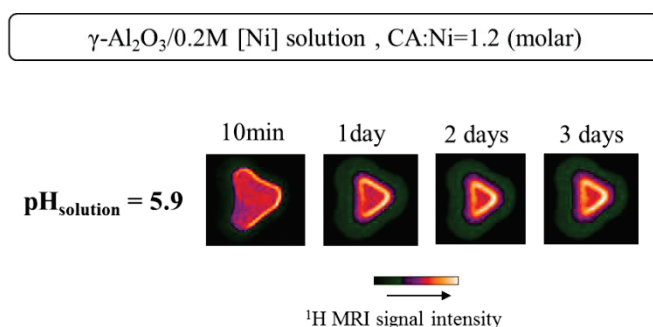 γ-Al₂O₃/0.2M [Ni] solution , CA:Ni=1.2 (molar)
10min 1day 2 days 3 days
pHsolution = 5.9
¹H MRI signal intensity